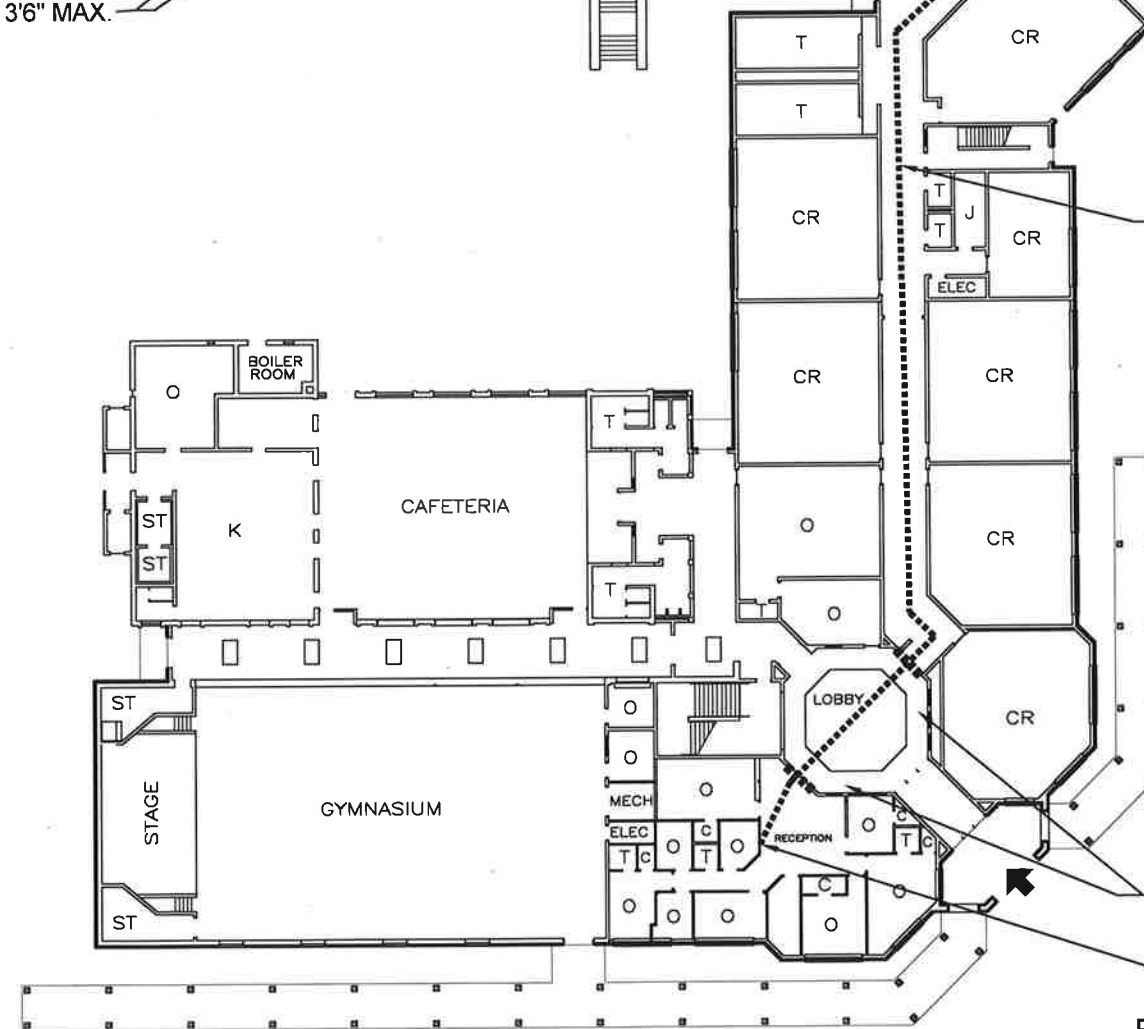 3'6" MAX.
T
CR
T
CR
T
J
CR
T
ELEC
BOILER
ROOM
O
CR
CR
T
CAFETERIA
ST
K
O
CR
ST
T
T
O
LOBBY
ST
O
CR
O
STAGE
GYMNASIUM
MECH
O
ELEC
O
C
O
RECEPTION
O
C
T
C
T
C
T
C
O
O
ST
O
O
O
O